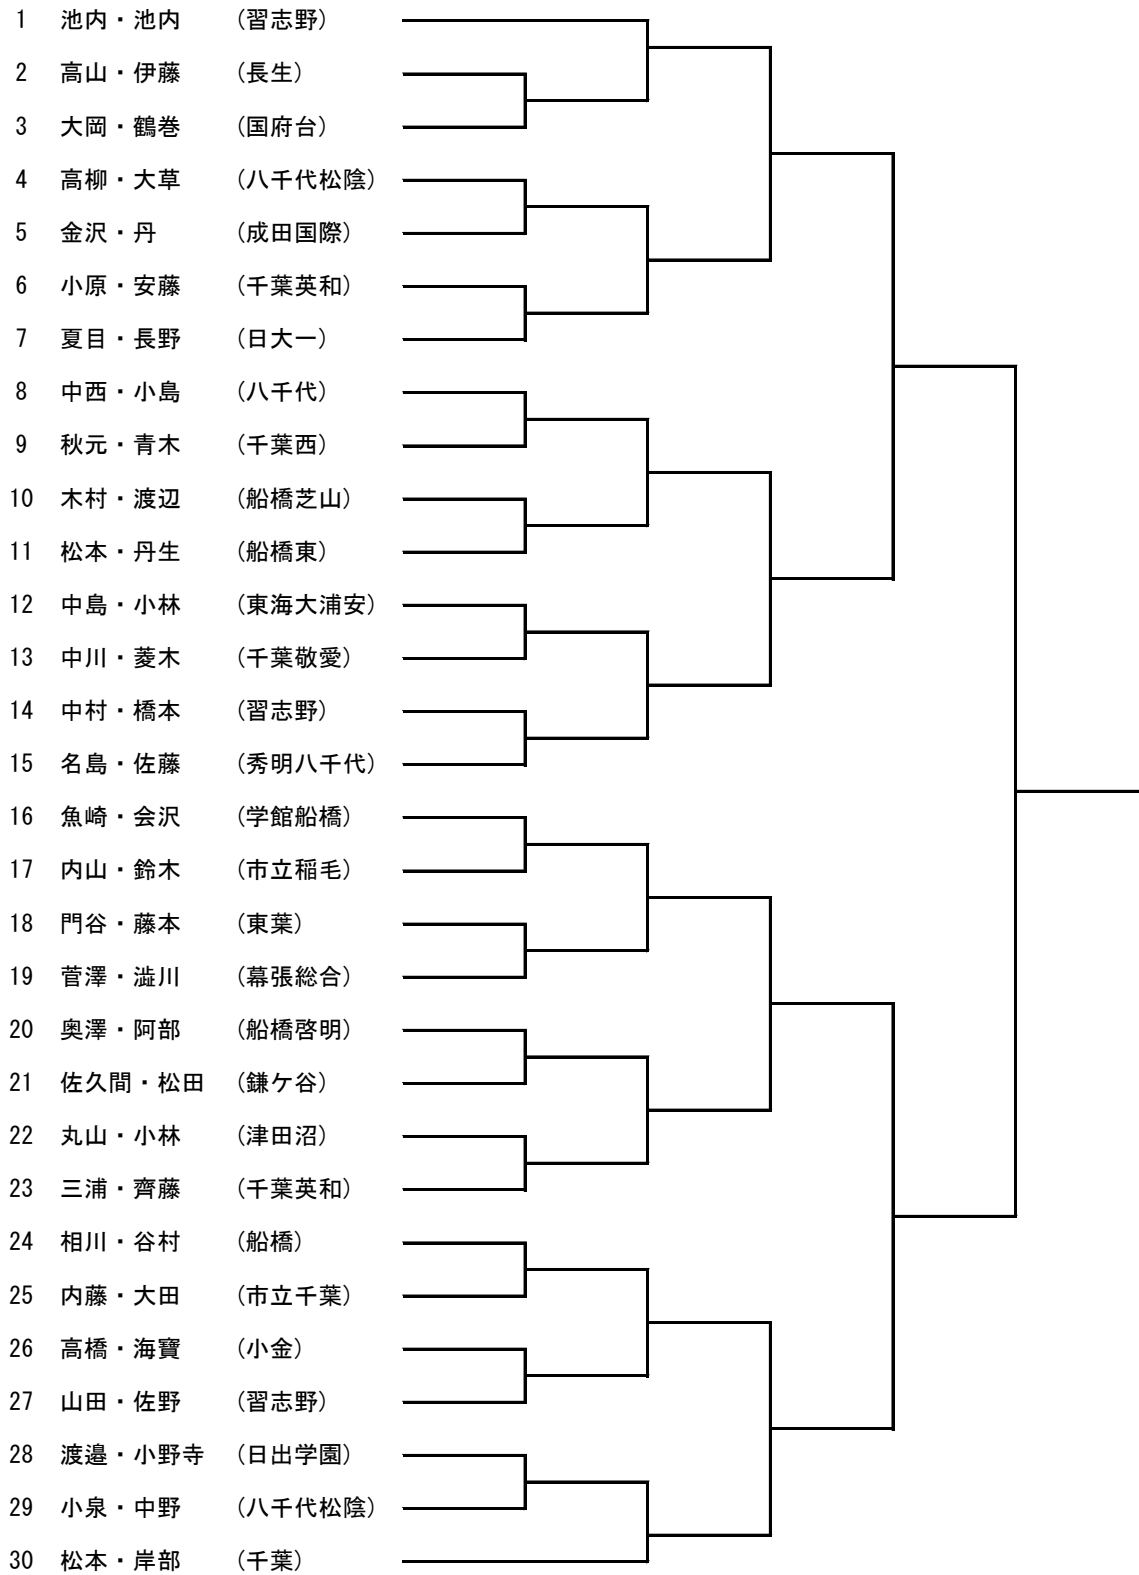 1 池内・池内 (習志野)
2 高山・伊藤 (長生)
3 大岡・鶴巻 (国府台)
4 高柳・大草 (八千代松陰)
5 金沢・丹 (成田国際)
6 小原・安藤 (千葉英和)
7 夏目・長野 (日大一)
8 中西・小島 (八千代)
9 秋元・青木 (千葉西)
10 木村・渡辺 (船橋芝山)
11 松本・丹生 (船橋東)
12 中島・小林 (東海大浦安)
13 中川・菱木 (千葉敬愛)
14 中村・橋本 (習志野)
15 名島・佐藤 (秀明八千代)
16 魚崎・会沢 (学館船橋)
17 内山・鈴木 (市立稲毛)
18 門谷・藤本 (東葉)
19 菅澤・澁川 (幕張総合)
20 奥澤・阿部 (船橋啓明)
21 佐久間・松田 (鎌ケ谷)
22 丸山・小林 (津田沼)
23 三浦・齊藤 (千葉英和)
24 相川・谷村 (船橋)
25 内藤・大田 (市立千葉)
26 高橋・海寶 (小金)
27 山田・佐野 (習志野)
28 渡邉・小野寺 (日出学園)
29 小泉・中野 (八千代松陰)
30 松本・岸部 (千葉)